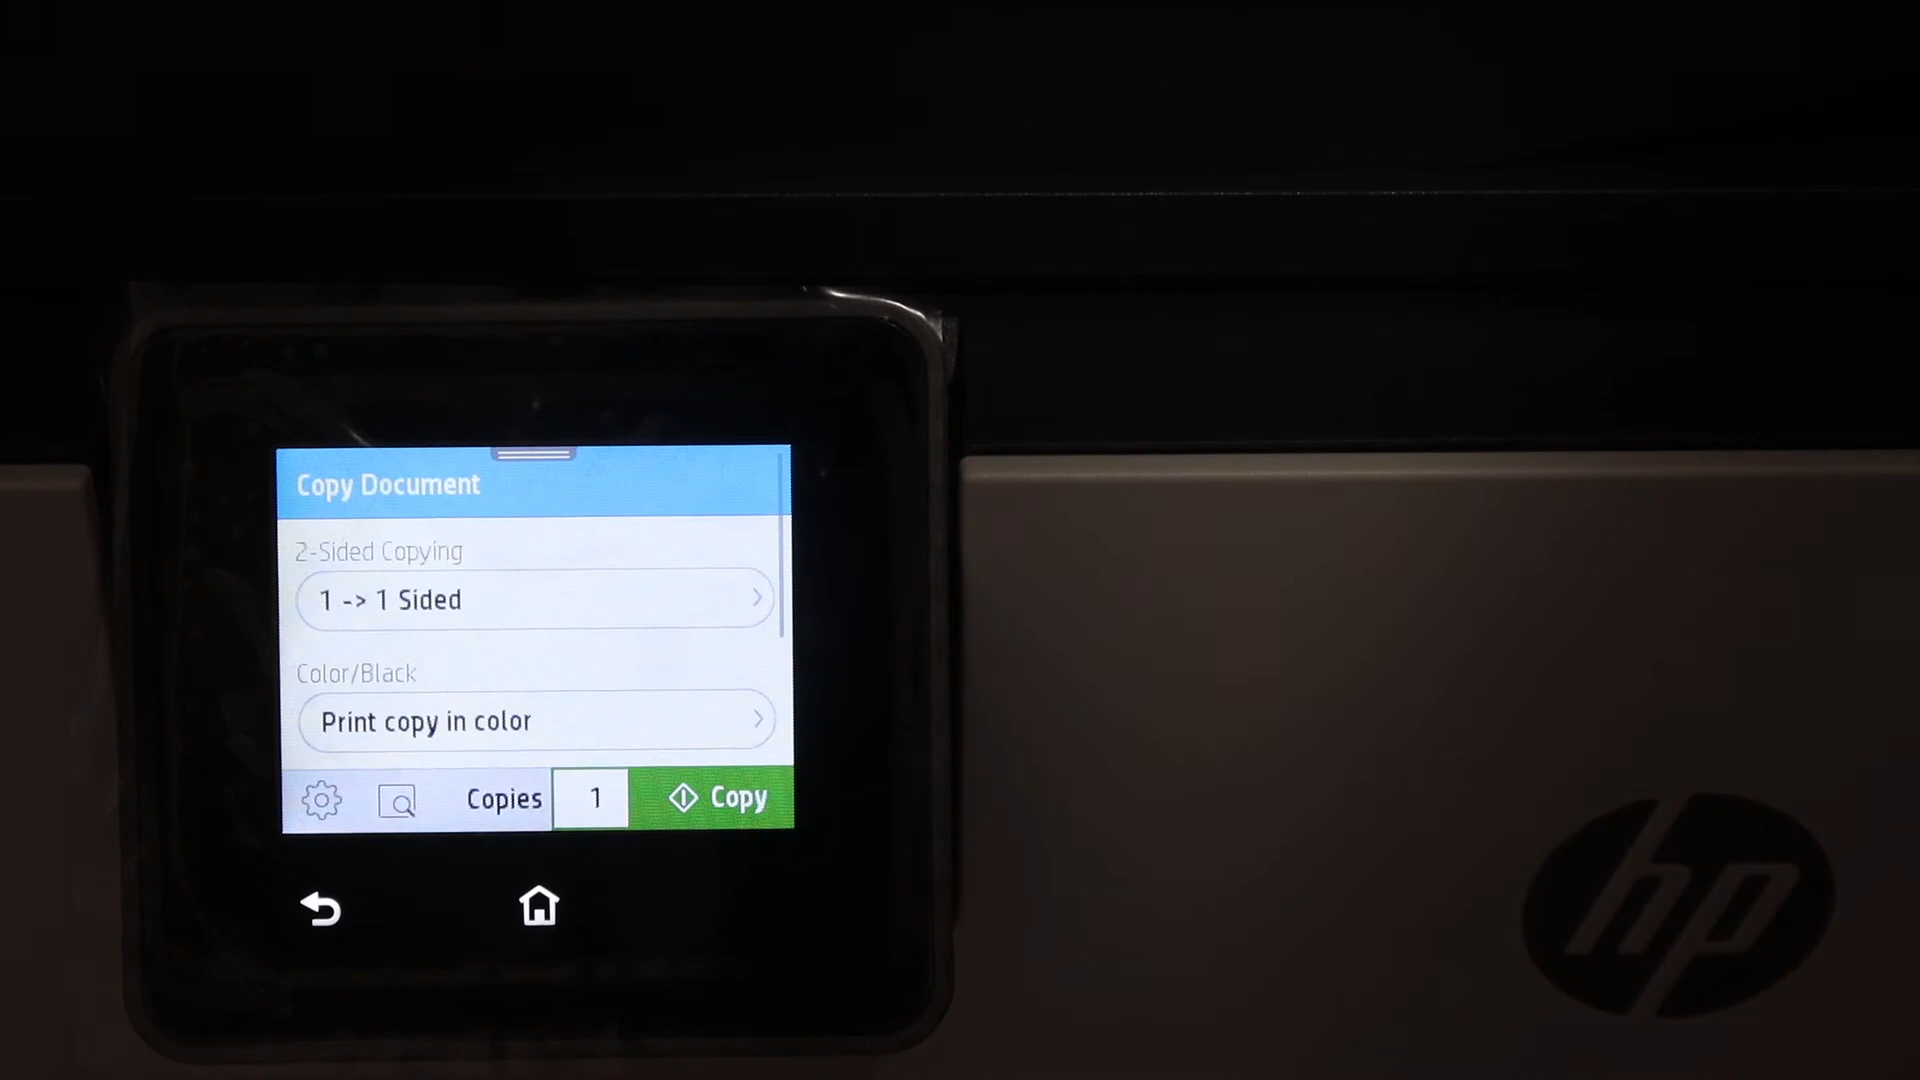 Copy Document
2-Sided Copying
1 -> 1 Sided
Color/Black
Print copy in color
Copies 1 Copy
hp